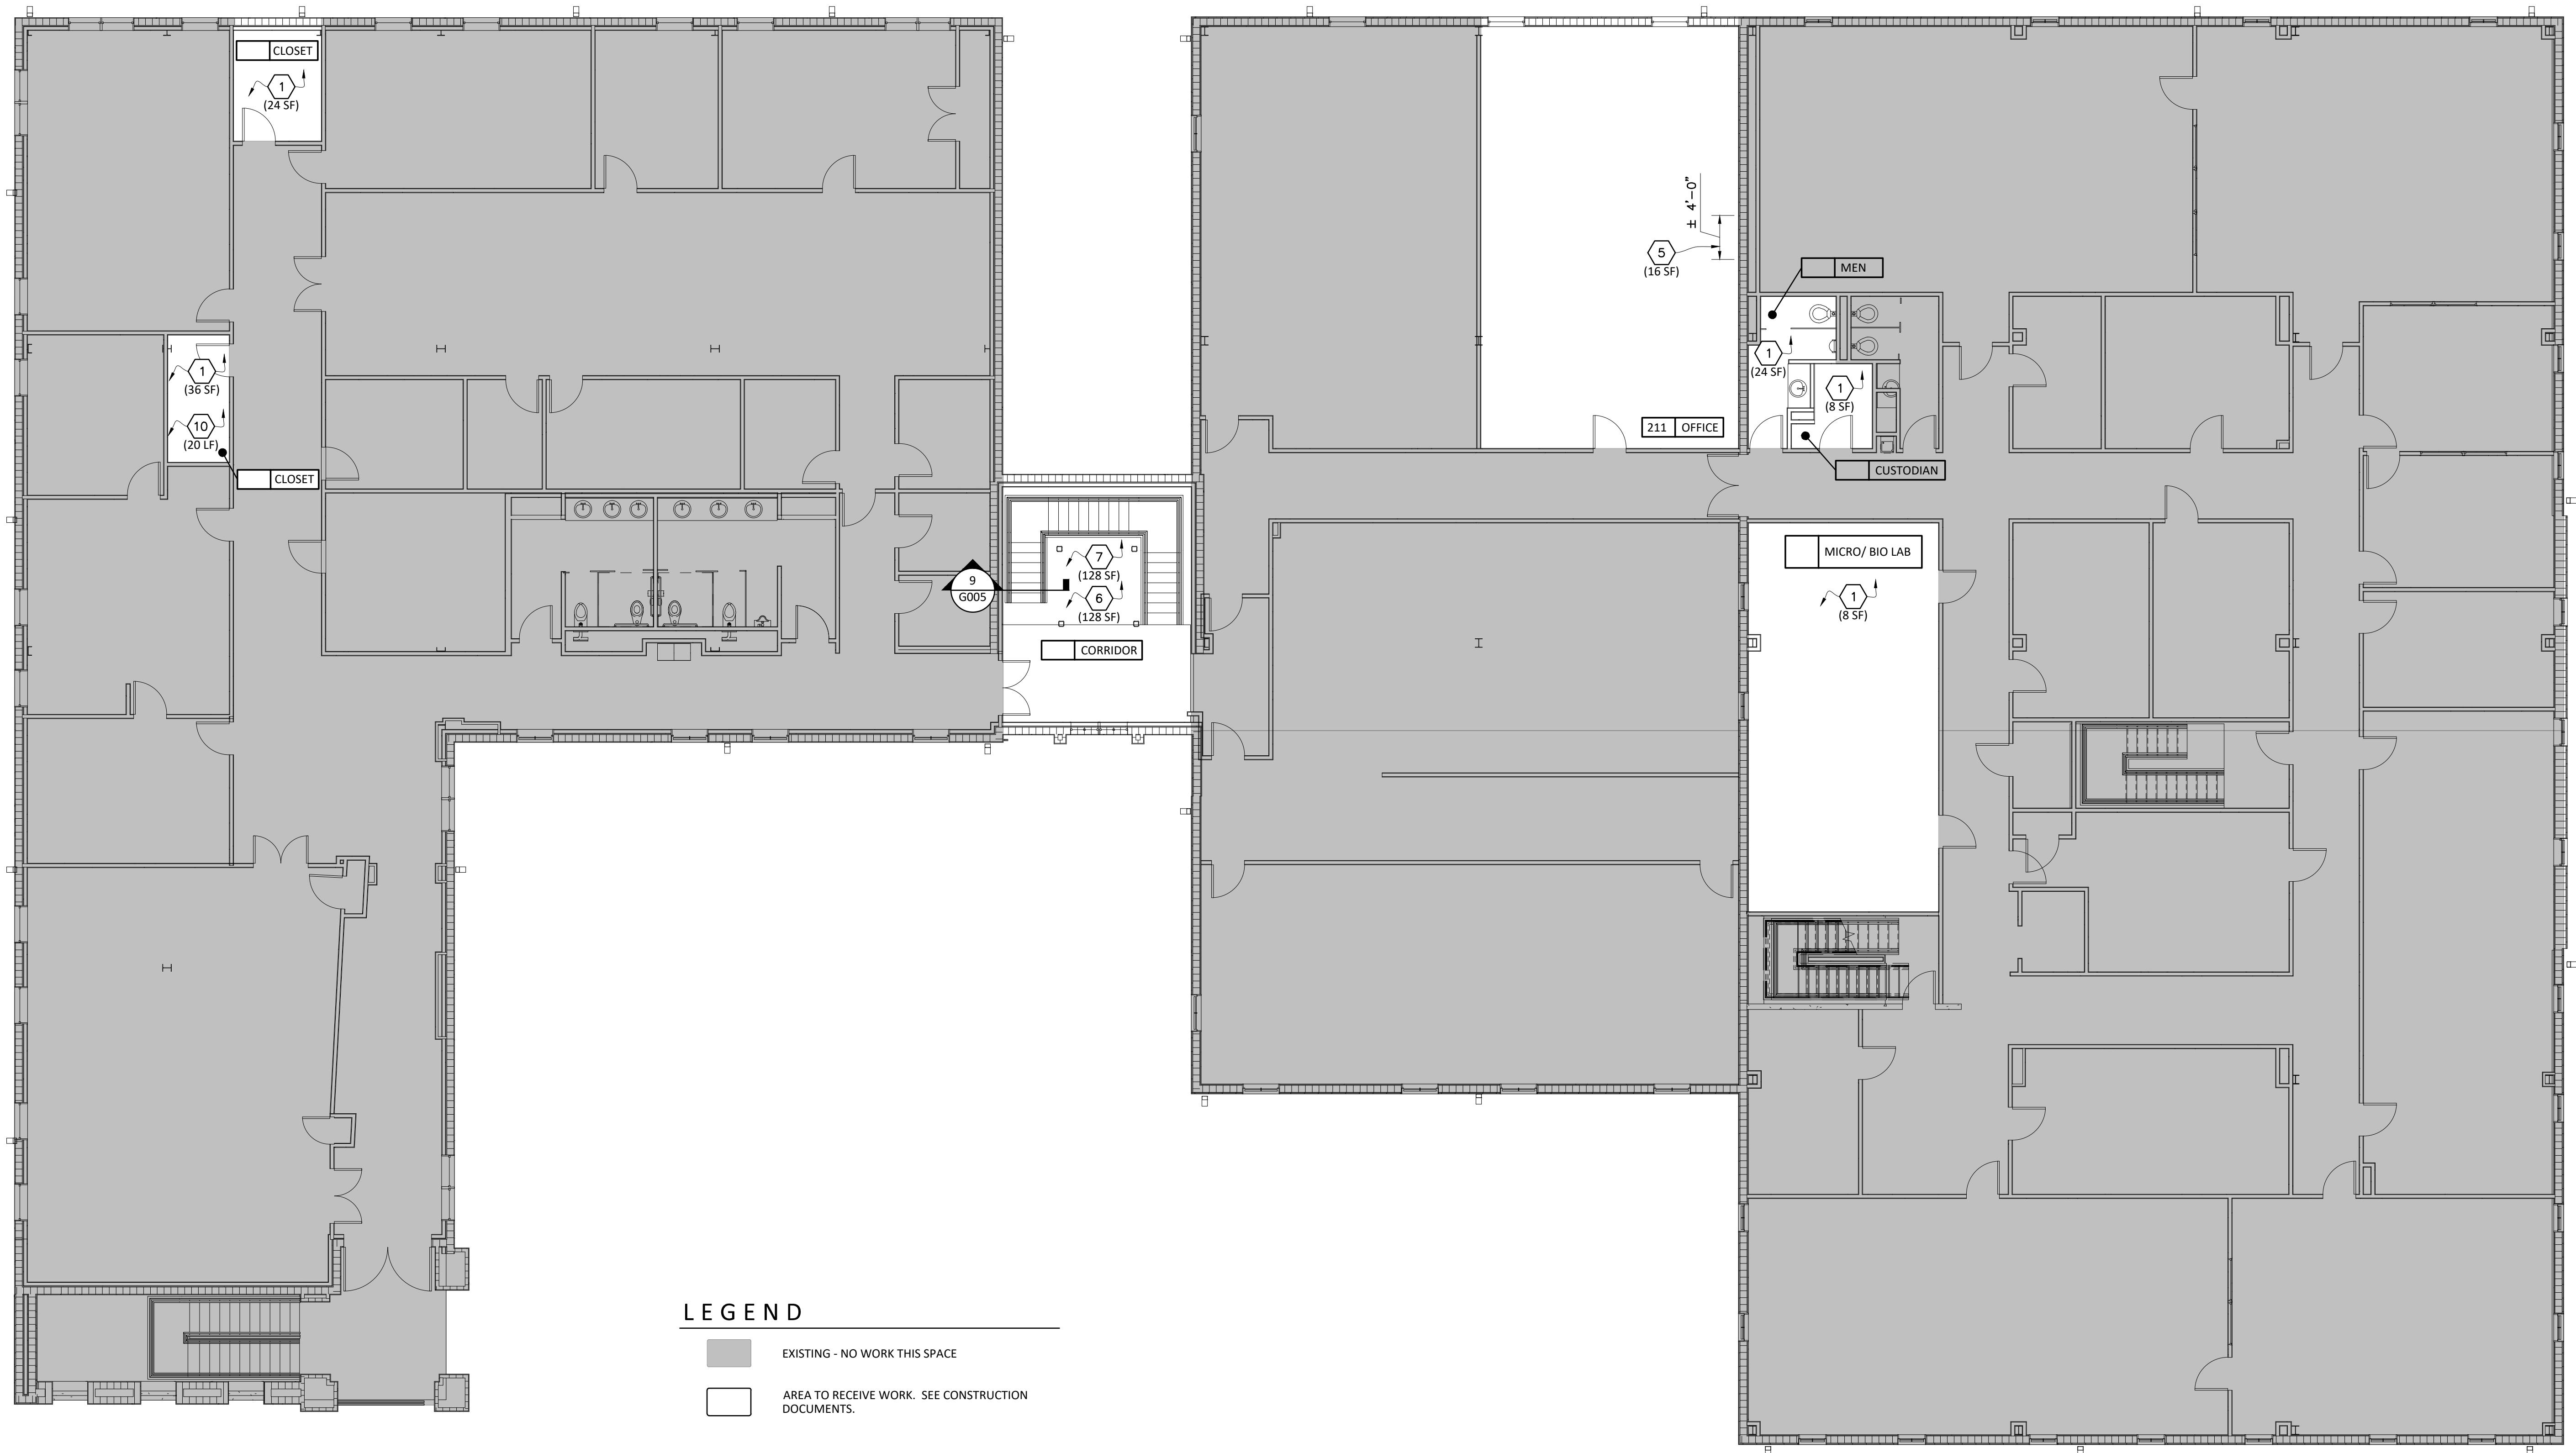 CLOSET
1
(24 SF)
± 4'-0"
5
(16 SF)
MEN
1
(24 SF)
1
(8 SF)
1
(36 SF)
10
(20 LF)
CLOSET
211 OFFICE
CUSTODIAN
7
(128 SF)
9
G005
6
(128 SF)
CORRIDOR
MICRO/ BIO LAB
1
(8 SF)
LEGEND
EXISTING - NO WORK THIS SPACE
AREA TO RECEIVE WORK. SEE CONSTRUCTION
DOCUMENTS.